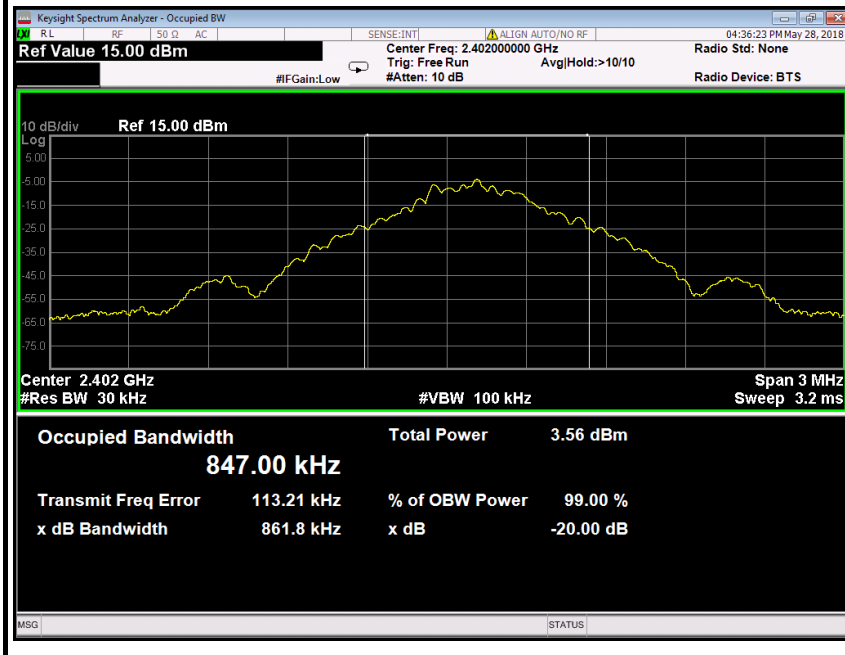 Keysight Spectrum Analyzer - Occupied BW
LXI RL RF 50 Ω AC SENSE:INT ALIGN AUTO/NO RF 04:36:23 PM May 28, 2018
Ref Value 15.00 dBm Center Freq: 2.402000000 GHz Radio Std: None
Trig: Free Run Avg|Hold:>10/10
#IFGain:Low #Atten: 10 dB Radio Device: BTS
10 dB/div Ref 15.00 dBm
Log
5.00
-5.00
-15.0
-25.0
-35.0
-45.0
-55.0
-65.0
-75.0
Center 2.402 GHz Span 3 MHz
#Res BW 30 kHz #VBW 100 kHz Sweep 3.2 ms
Occupied Bandwidth Total Power 3.56 dBm
847.00 kHz
Transmit Freq Error 113.21 kHz % of OBW Power 99.00 %
x dB Bandwidth 861.8 kHz x dB -20.00 dB
MSG STATUS